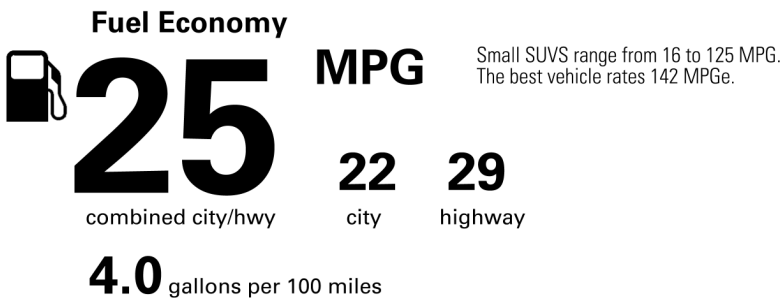 Fuel Economy
25 MPG
Small SUVS range from 16 to 125 MPG.
The best vehicle rates 142 MPGe.
22 29
combined city/hwy city highway
4.0 gallons per 100 miles